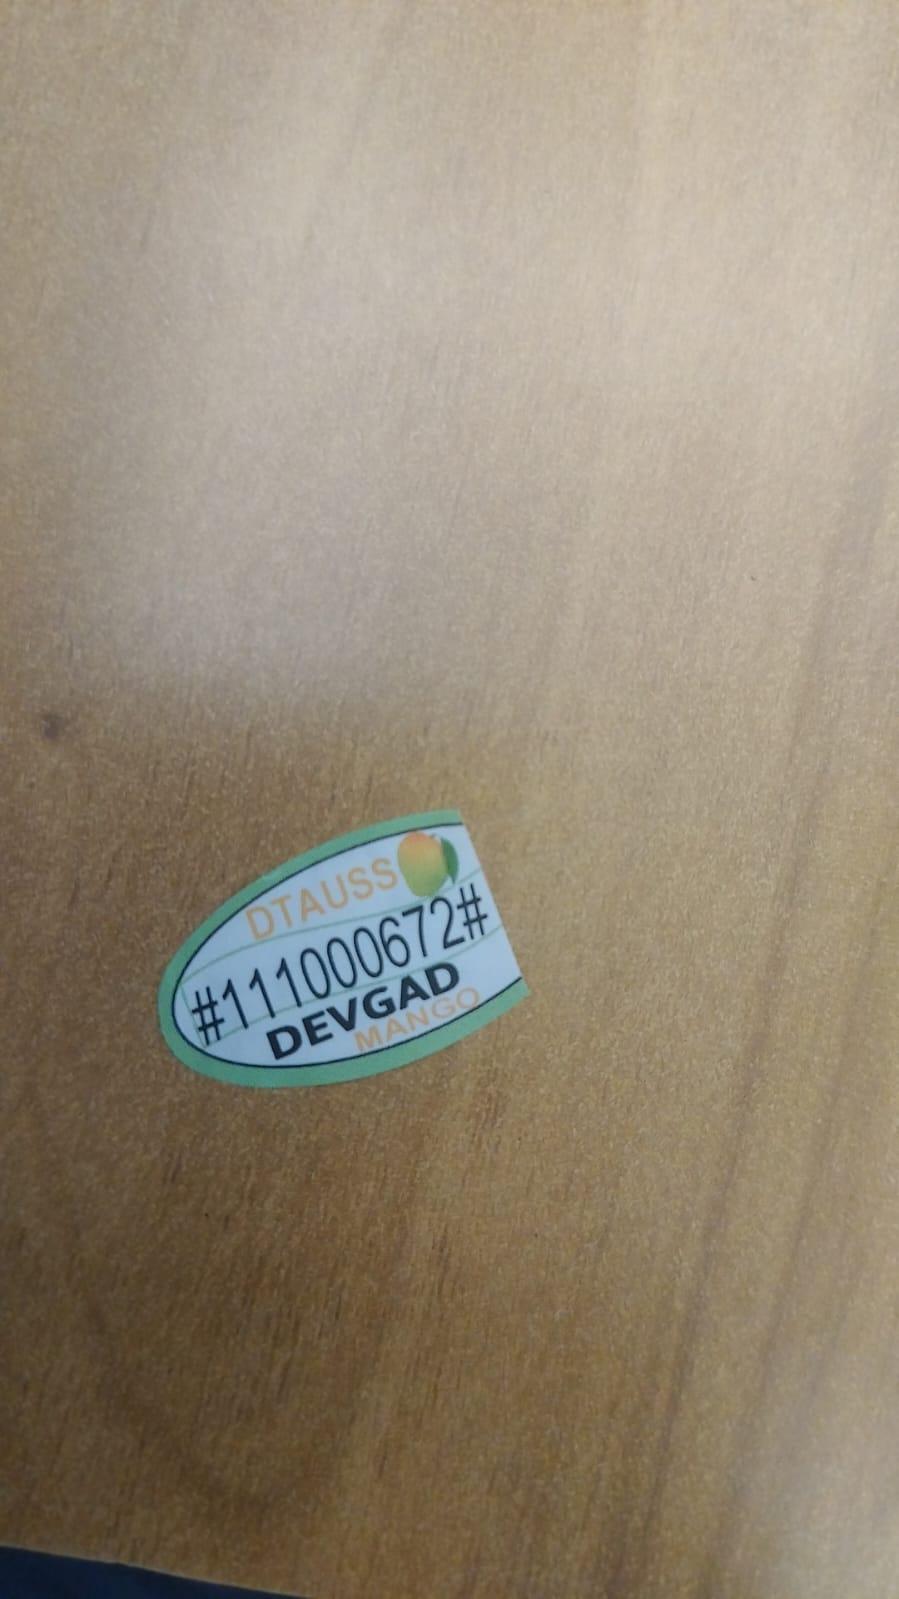 DTAUSS
#111000672#
DEVGAD
MANGO